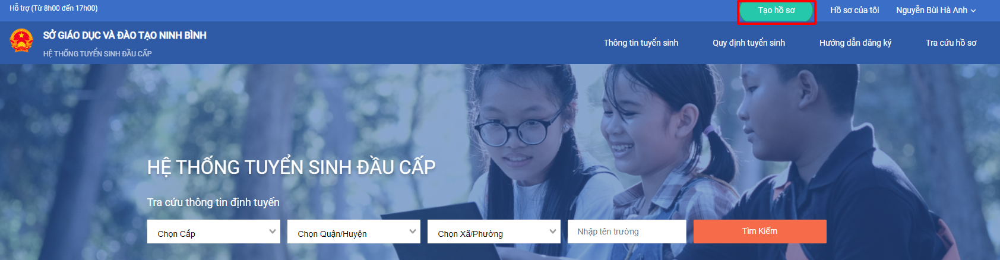 Hỗ trợ (Từ 8h00 đến 17h00)
Tạo hồ sơ
Hồ sơ của tôi
Nguyễn Bùi Hà Anh
SỞ GIÁO DỤC VÀ ĐÀO TẠO NINH BÌNH
HỆ THỐNG TUYỂN SINH ĐẦU CẤP
Thông tin tuyển sinh
Quy định tuyển sinh
Hướng dẫn đăng ký
Tra cứu hồ sơ
HỆ THỐNG TUYỂN SINH ĐẦU CẤP
Tra cứu thông tin định tuyến
Chọn Cấp
Chọn Quận/Huyện
Chọn Xã/Phường
Nhập tên trường
Tìm Kiếm